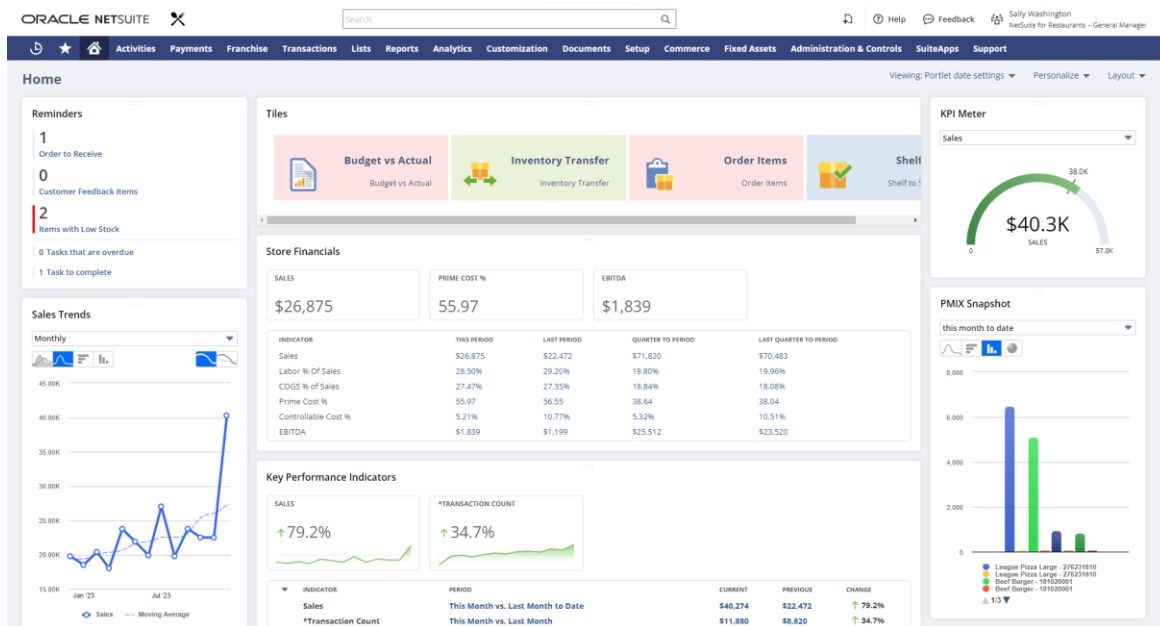 ORACLE NETSUITE
Search
Help
Feedback
Sally Washington
NetSuite for Restaurants - General Manager
Activities Payments Franchise Transactions Lists Reports Analytics Customization Documents Setup Commerce Fixed Assets Administration & Controls SuiteApps Support
Home
Viewing: Portlet date settings Personalize Layout
Reminders
1
Order to Receive
0
Customer Feedback Items
2
Items with Low Stock
0 Tasks that are overdue
1 Task to complete
Sales Trends
Monthly
45.00K
40.00K
35.00K
30.00K
25.00K
20.00K
15.00K
Jan '23 Jul '23
Sales Moving Average
Tiles
Budget vs Actual
Budget vs Actual
Inventory Transfer
Inventory Transfer
Order Items
Order Items
Shelf
Shelf to S
Store Financials
SALES
$26,875
PRIME COST %
55.97
EBITDA
$1,839
INDICATOR THIS PERIOD LAST PERIOD QUARTER TO PERIOD LAST QUARTER TO PERIOD
Sales $26,875 $22,472 $71,820 $70,483
Labor % Of Sales 28.50% 29.20% 19.80% 19.96%
COGS % of Sales 27.47% 27.35% 18.84% 18.08%
Prime Cost % 55.97 56.55 38.64 38.04
Controllable Cost % 5.21% 10.77% 5.32% 10.51%
EBITDA $1,839 $1,199 $25,512 $23,520
Key Performance Indicators
SALES
79.2%
*TRANSACTION COUNT
34.7%
INDICATOR PERIOD CURRENT PREVIOUS CHANGE
Sales This Month vs. Last Month to Date $40,274 $22,472 79.2%
*Transaction Count This Month vs. Last Month $11,880 $8,820 34.7%
KPI Meter
Sales
38.0K
$40.3K
SALES
0 57.0K
PMIX Snapshot
this month to date
8,000
6,000
4,000
2,000
0
League Pizza Large - 276231810
League Pizza Large - 276231810
Beef Burger - 181020001
Beef Burger - 181020001
1/3